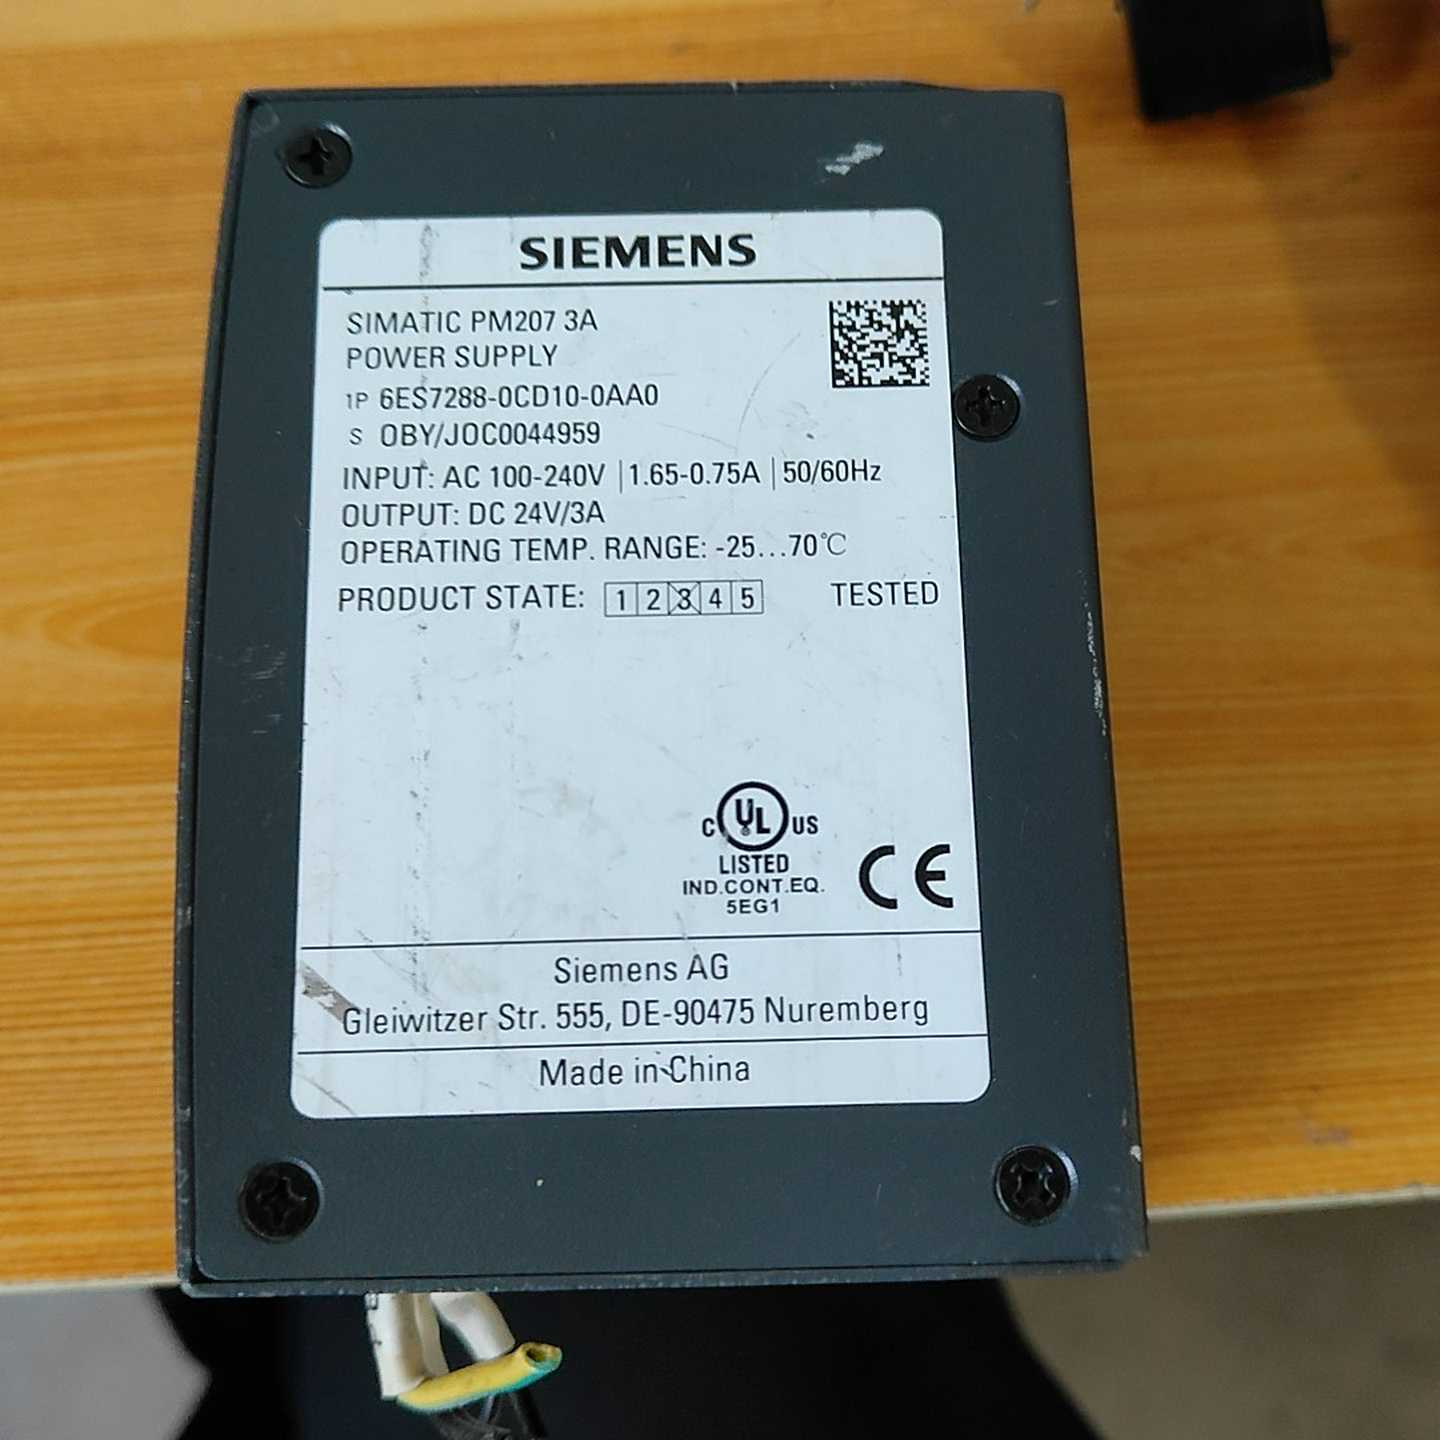 SIEMENS
SIMATIC PM207 3A
POWER SUPPLY
1P 6ES7288-0CD10-0AA0
S OBY/JOC0044959
INPUT: AC 100-240V | 1.65-0.75A | 50/60Hz
OUTPUT: DC 24V/3A
OPERATING TEMP. RANGE: -25...70℃
PRODUCT STATE: 1 2 3 4 5 TESTED
C UL US
LISTED
IND.CONT.EQ.
5EG1
CE
Siemens AG
Gleiwitzer Str. 555, DE-90475 Nuremberg
Made in China